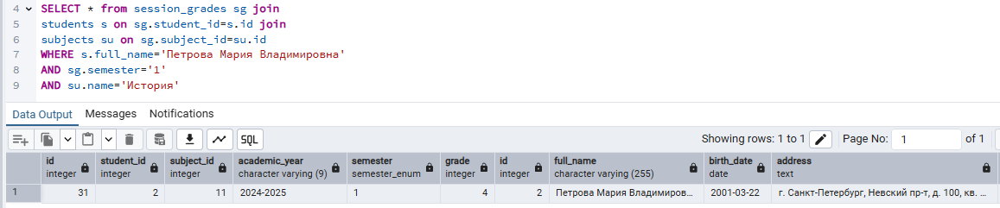 4 SELECT * from session_grades sg join
5 students s on sg.student_id=s.id join
6 subjects su on sg.subject_id=su.id
7 WHERE s.full_name='Петрова Мария Владимировна'
8 AND sg.semester='1'
9 AND su.name='История'
Data Output Messages Notifications
SQL Showing rows: 1 to 1 Page No: 1 of 1
id student_id subject_id academic_year semester grade id full_name birth_date address
integer integer integer character varying (9) semester_enum integer integer character varying (255) date text
1 31 2 11 2024-2025 1 4 2 Петрова Мария Владимиров... 2001-03-22 г. Санкт-Петербург, Невский пр-т, д. 100, кв. ...